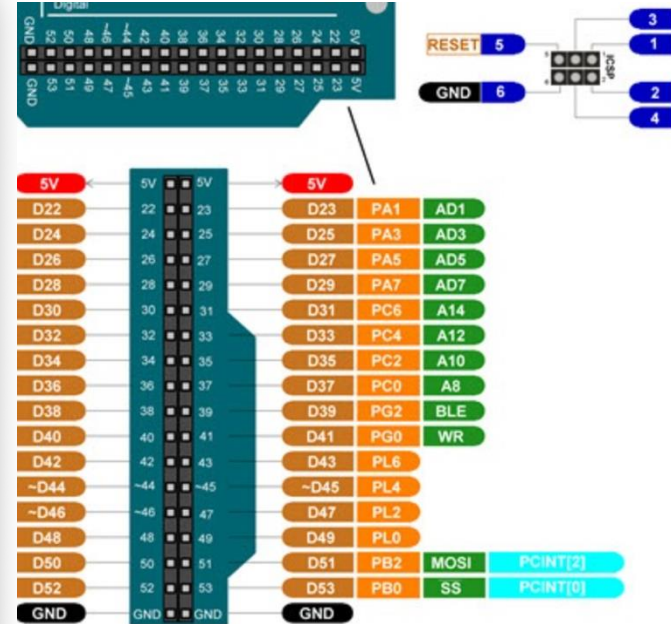 Digital
GND 52 50 48 ~46 ~44 42 40 38 36 34 32 30 28 26 24 22 5V
GND 53 51 49 47 ~45 43 41 39 37 35 33 31 29 27 25 23 5V
3
RESET 5 1
ICSP
GND 6 2
4
5V 5V 5V 5V
D22 22 23 D23 PA1 AD1
D24 24 25 D25 PA3 AD3
D26 26 27 D27 PA5 AD5
D28 28 29 D29 PA7 AD7
D30 30 31 D31 PC6 A14
D32 32 33 D33 PC4 A12
D34 34 35 D35 PC2 A10
D36 36 37 D37 PC0 A8
D38 38 39 D39 PG2 BLE
D40 40 41 D41 PG0 WR
D42 42 43 D43 PL6
~D44 ~44 ~45 ~D45 PL4
~D46 ~46 47 D47 PL2
D48 48 49 D49 PL0
D50 50 51 D51 PB2 MOSI PCINT[2]
D52 52 53 D53 PB0 SS PCINT[0]
GND GND GND GND